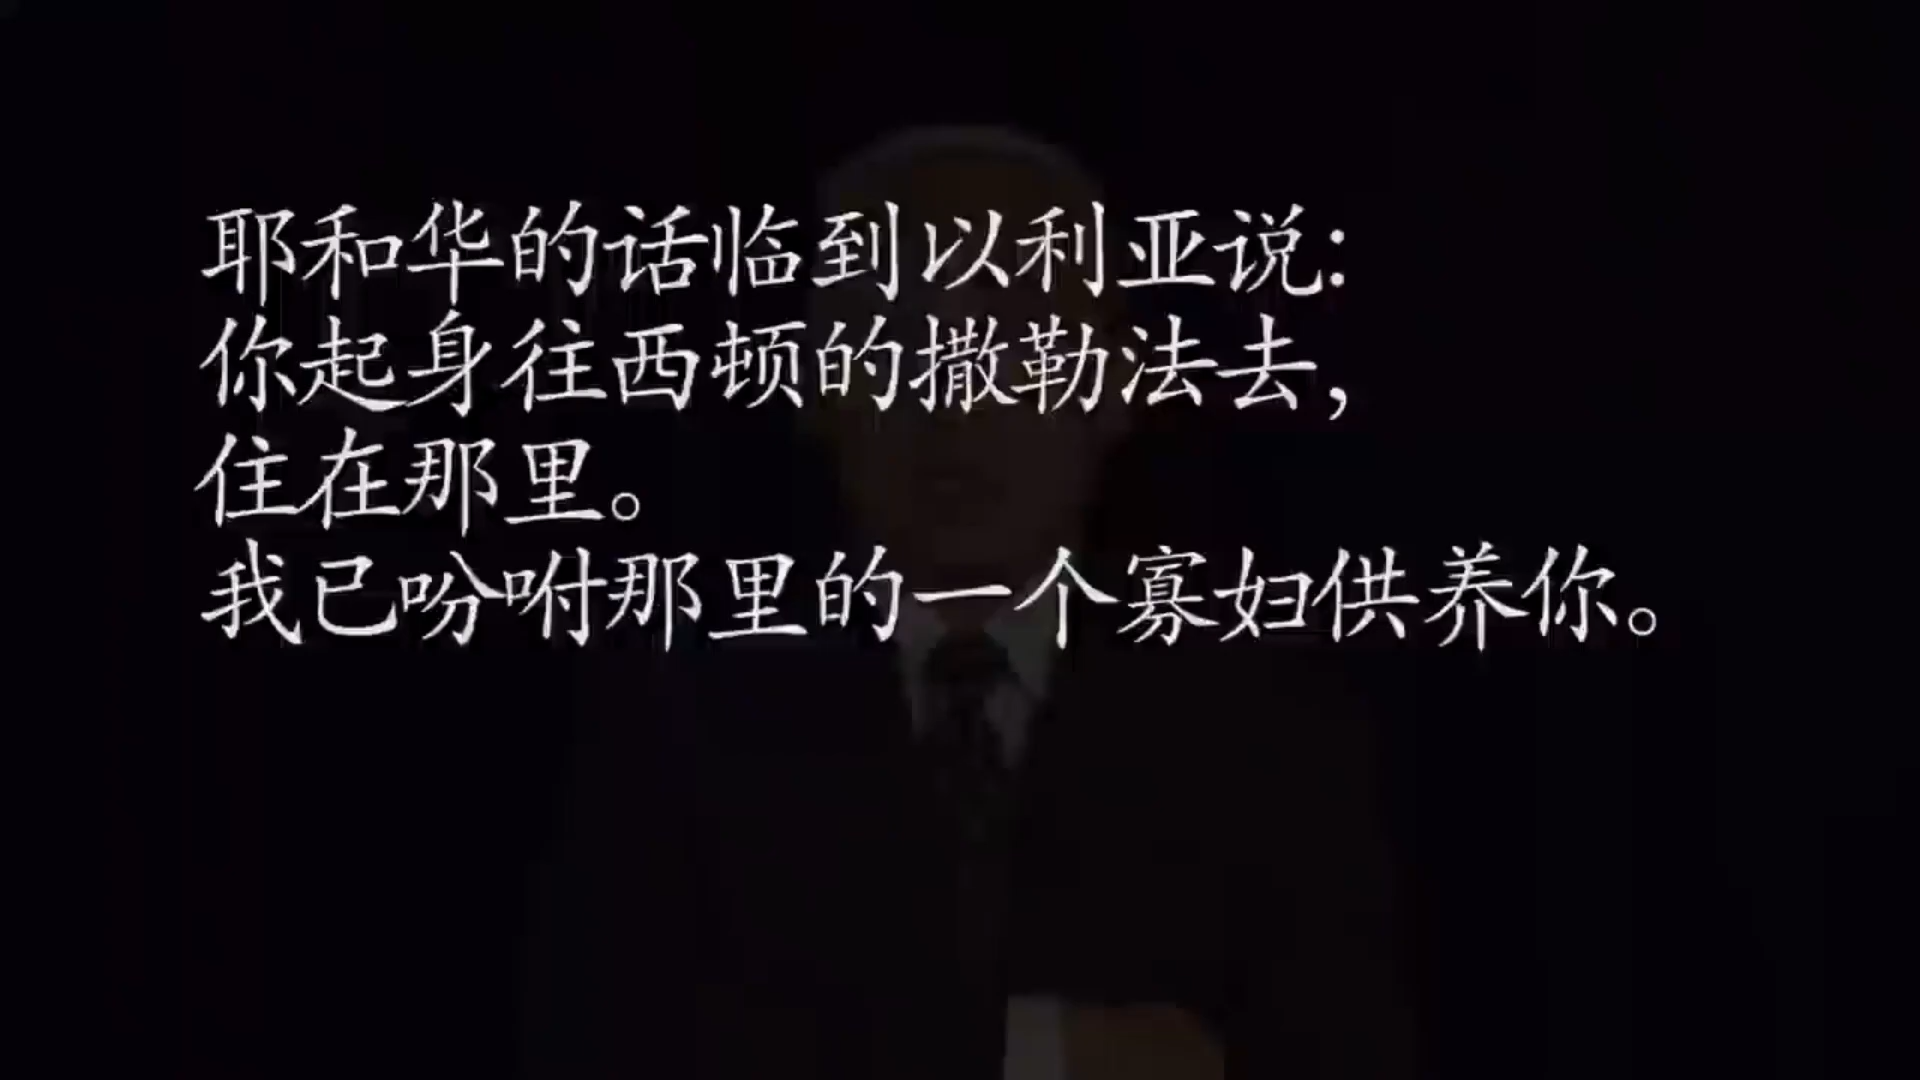 耶和华的话临到以利亚说：
你起身往西顿的撒勒法去，
住在那里。
我已吩咐那里的一个寡妇供养你。